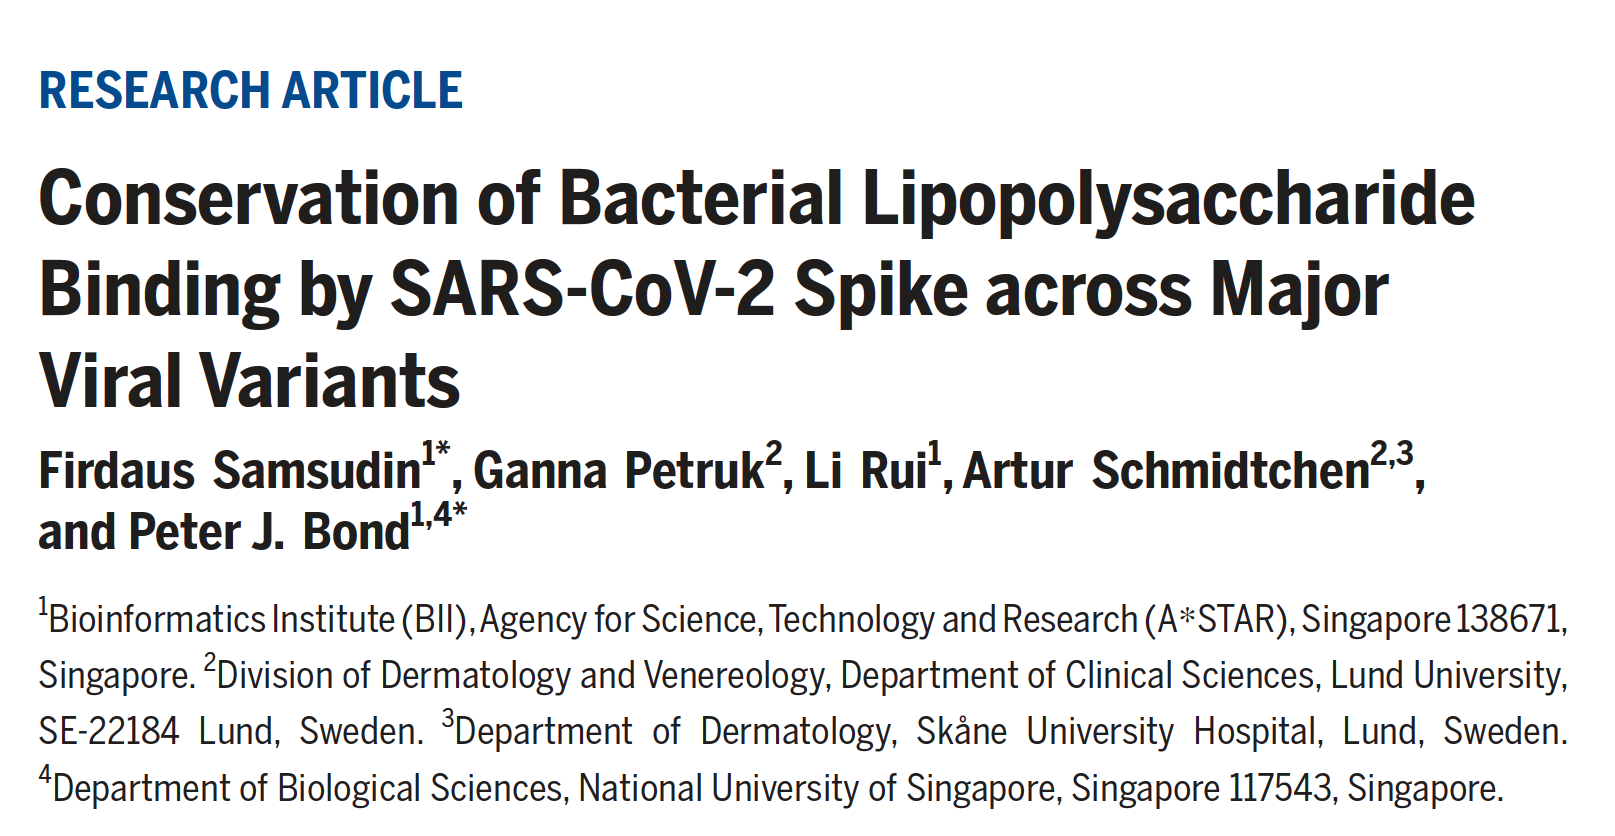 RESEARCH ARTICLE
Conservation of Bacterial Lipopolysaccharide
Binding by SARS-CoV-2 Spike across Major
Viral Variants
Firdaus Samsudin1*, Ganna Petruk2, Li Rui1, Artur Schmidtchen2,3,
and Peter J. Bond1,4*
1Bioinformatics Institute (BII), Agency for Science, Technology and Research (A*STAR), Singapore 138671,
Singapore. 2Division of Dermatology and Venereology, Department of Clinical Sciences, Lund University,
SE-22184 Lund, Sweden. 3Department of Dermatology, Skåne University Hospital, Lund, Sweden.
4Department of Biological Sciences, National University of Singapore, Singapore 117543, Singapore.